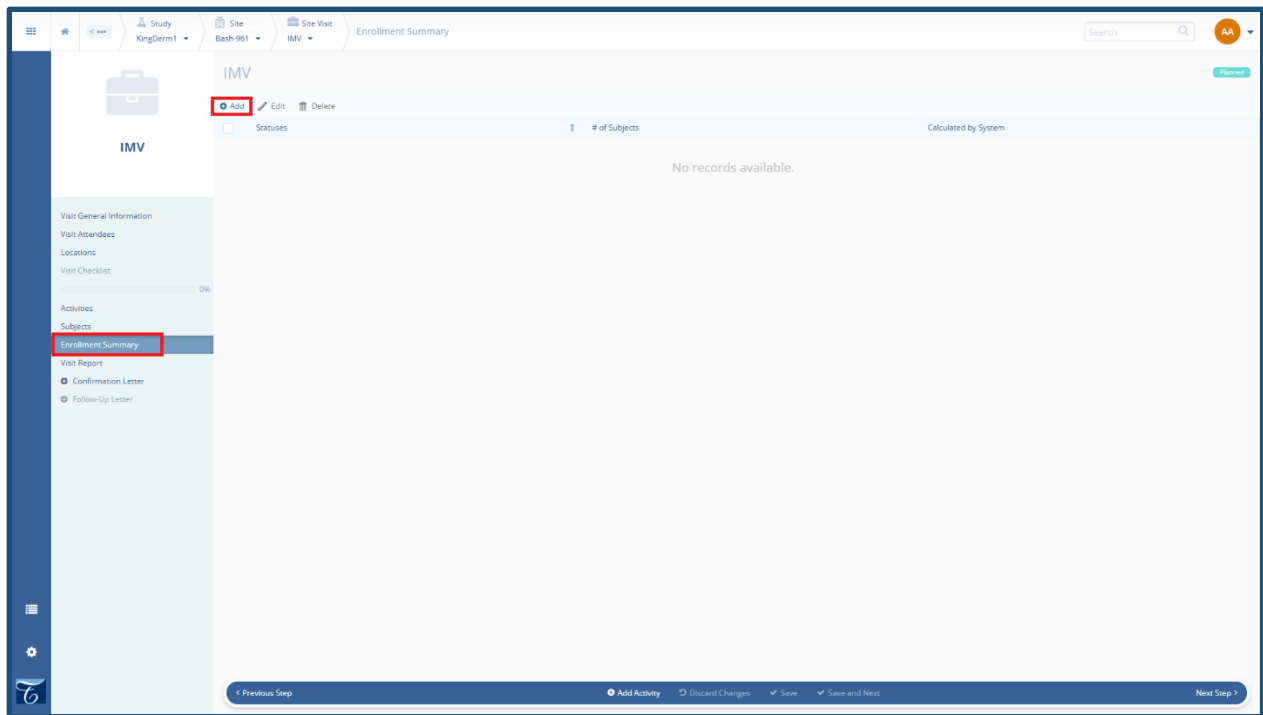 Study
KingDerm1
Site
Bash-961
Site Visit
IMV
Enrollment Summary
Search
AA
IMV
Planned
Add Edit Delete
Statuses # of Subjects Calculated by System
No records available.
IMV
Visit General Information
Visit Attendees
Locations
Visit Checklist
0%
Activities
Subjects
Enrollment Summary
Visit Report
Confirmation Letter
Follow-Up Letter
Previous Step Add Activity Discard Changes Save Save and Next Next Step